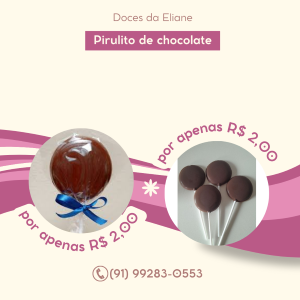 Doces da Eliane
Pirulito de chocolate
por apenas R$ 2,00
por apenas R$ 2,00
(91) 99283-0553